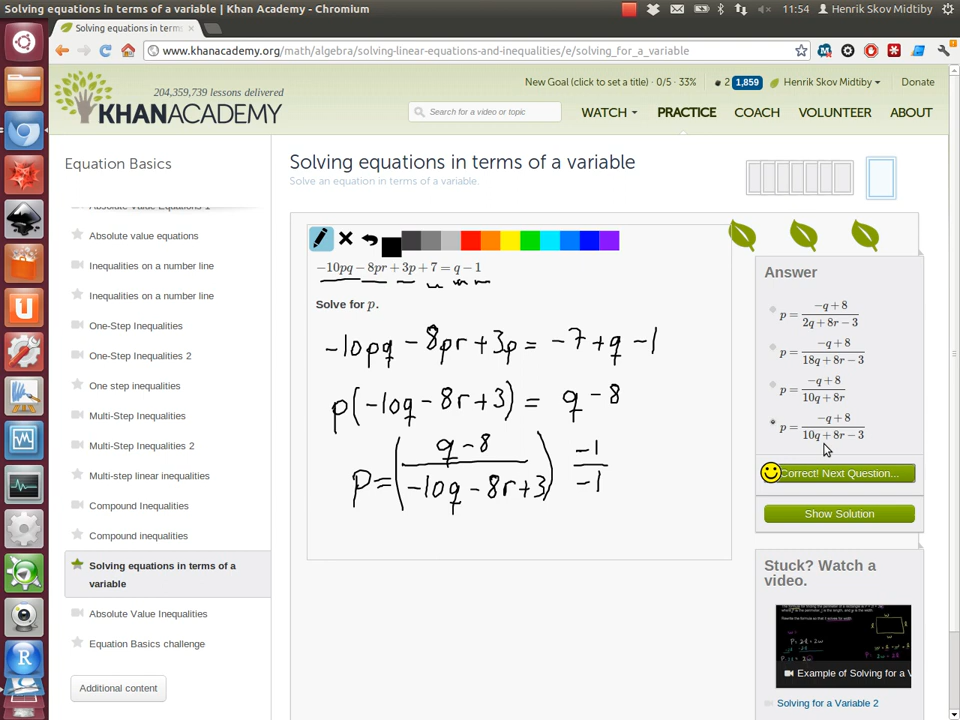 Solving equations in terms of a variable | Khan Academy - Chromium
11:54 Henrik Skov Midtiby
Solving equations in terms
www.khanacademy.org/math/algebra/solving-linear-equations-and-inequalities/e/solving_for_a_variable
204,359,739 lessons delivered
KHANACADEMY
New Goal (click to set a title) · 0/5 · 33%
2 1,859 Henrik Skov Midtiby Donate
Search for a video or topic
WATCH PRACTICE COACH VOLUNTEER ABOUT
Equation Basics
Absolute Value Equations 1
Absolute value equations
Inequalities on a number line
Inequalities on a number line
One-Step Inequalities
One-Step Inequalities 2
One step inequalities
Multi-Step Inequalities
Multi-Step Inequalities 2
Multi-step linear inequalities
Compound Inequalities
Compound inequalities
Solving equations in terms of a
variable
Absolute Value Inequalities
Equation Basics challenge
Additional content
Solving equations in terms of a variable
Solve an equation in terms of a variable.
−10pq − 8pr + 3p + 7 = q − 1
Solve for p.
-10pq - 8pr + 3p = -7 + q - 1
p(-10q - 8r + 3) = q - 8
p = ((q - 8)/(-10q - 8r + 3)) -1/-1
Answer
p = (−q + 8)/(2q + 8r − 3)
p = (−q + 8)/(18q + 8r − 3)
p = (−q + 8)/(10q + 8r)
p = (−q + 8)/(10q + 8r − 3)
Correct! Next Question...
Show Solution
Stuck? Watch a
video.
Example of Solving for a V
Solving for a Variable 2